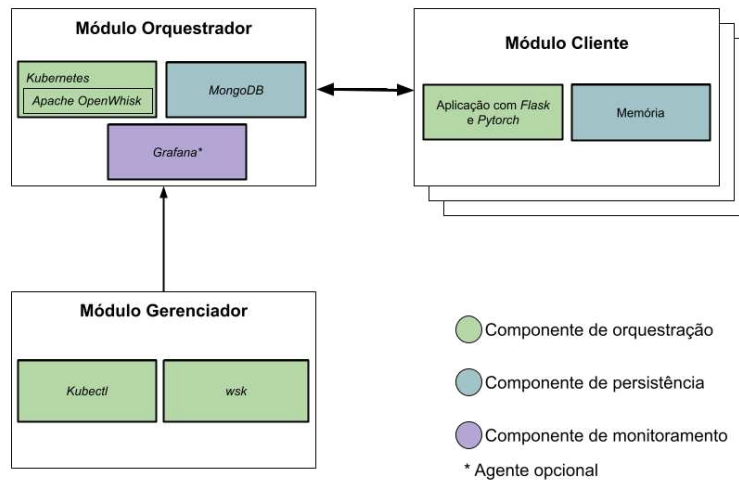 Módulo Orquestrador
Kubernetes
Apache OpenWhisk
MongoDB
Grafana*
Módulo Cliente
Aplicação com Flask
e Pytorch
Memória
Módulo Gerenciador
Kubectl
wsk
Componente de orquestração
Componente de persistência
Componente de monitoramento
* Agente opcional